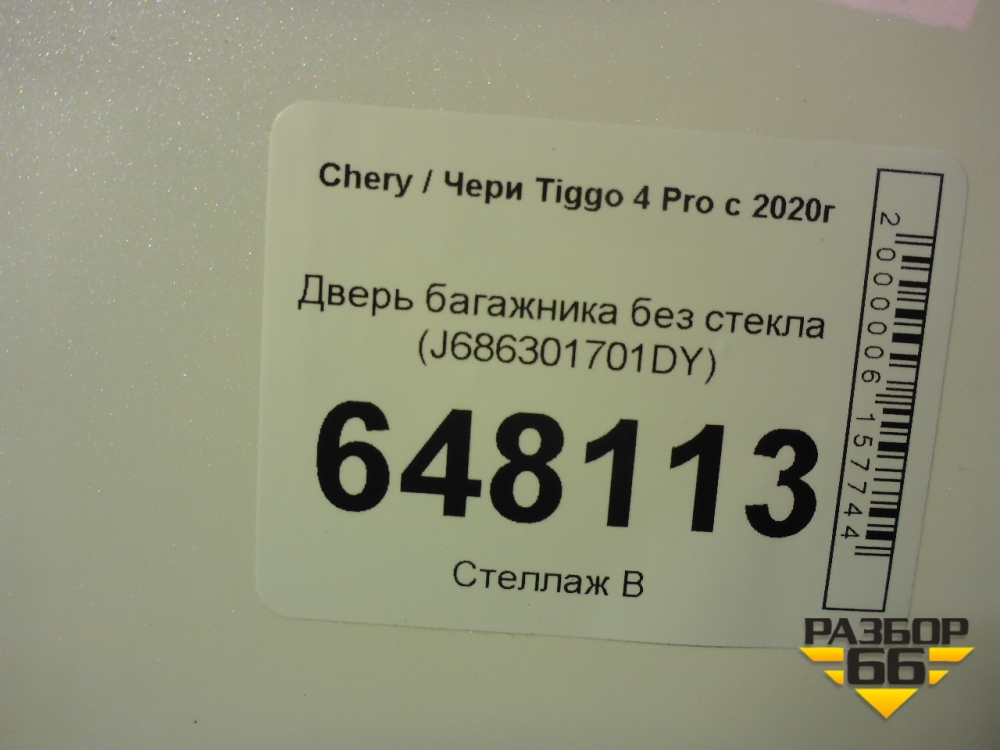 Chery / Чери Tiggo 4 Pro с 2020г
Дверь багажника без стекла
(J686301701DY)
648113
Стеллаж В
2000006157744
РАЗБОР
66